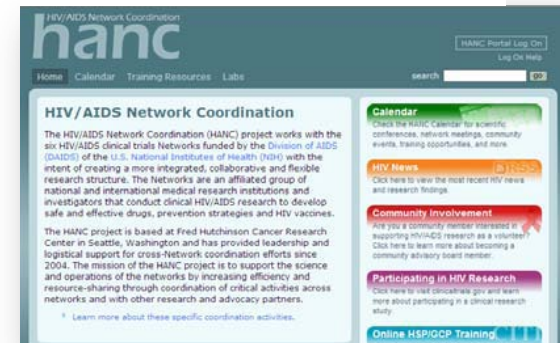 HIV/AIDS Network Coordination
hanc
HANC Portal Log On
Log On Help
Home Calendar Training Resources Labs
search
go
HIV/AIDS Network Coordination
The HIV/AIDS Network Coordination (HANC) project works with the
six HIV/AIDS clinical trials Networks funded by the Division of AIDS
(DAIDS) of the U.S. National Institutes of Health (NIH) with the
intent of creating a more integrated, collaborative and flexible
research structure. The Networks are an affiliated group of
national and international medical research institutions and
investigators that conduct clinical HIV/AIDS research to develop
safe and effective drugs, prevention strategies and HIV vaccines.
The HANC project is based at Fred Hutchinson Cancer Research
Center in Seattle, Washington and has provided leadership and
logistical support for cross-Network coordination efforts since
2004. The mission of the HANC project is to support the science
and operations of the networks by increasing efficiency and
resource-sharing through coordination of critical activities across
networks and with other research and advocacy partners.
Learn more about these specific coordination activities.
Calendar
Check the HANC Calendar for scientific
conferences, network meetings, community
events, training opportunities, and more.
HIV News
RSS
Click here to view the most recent HIV news
and research findings.
Community Involvement
Are you a community member interested in
supporting HIV/AIDS research as a volunteer?
Click here to learn more about becoming a
community advisory board member.
Participating in HIV Research
Click here to visit clinicaltrials.gov and learn
more about participating in a clinical research
study.
Online HSP/GCP Training
CITI